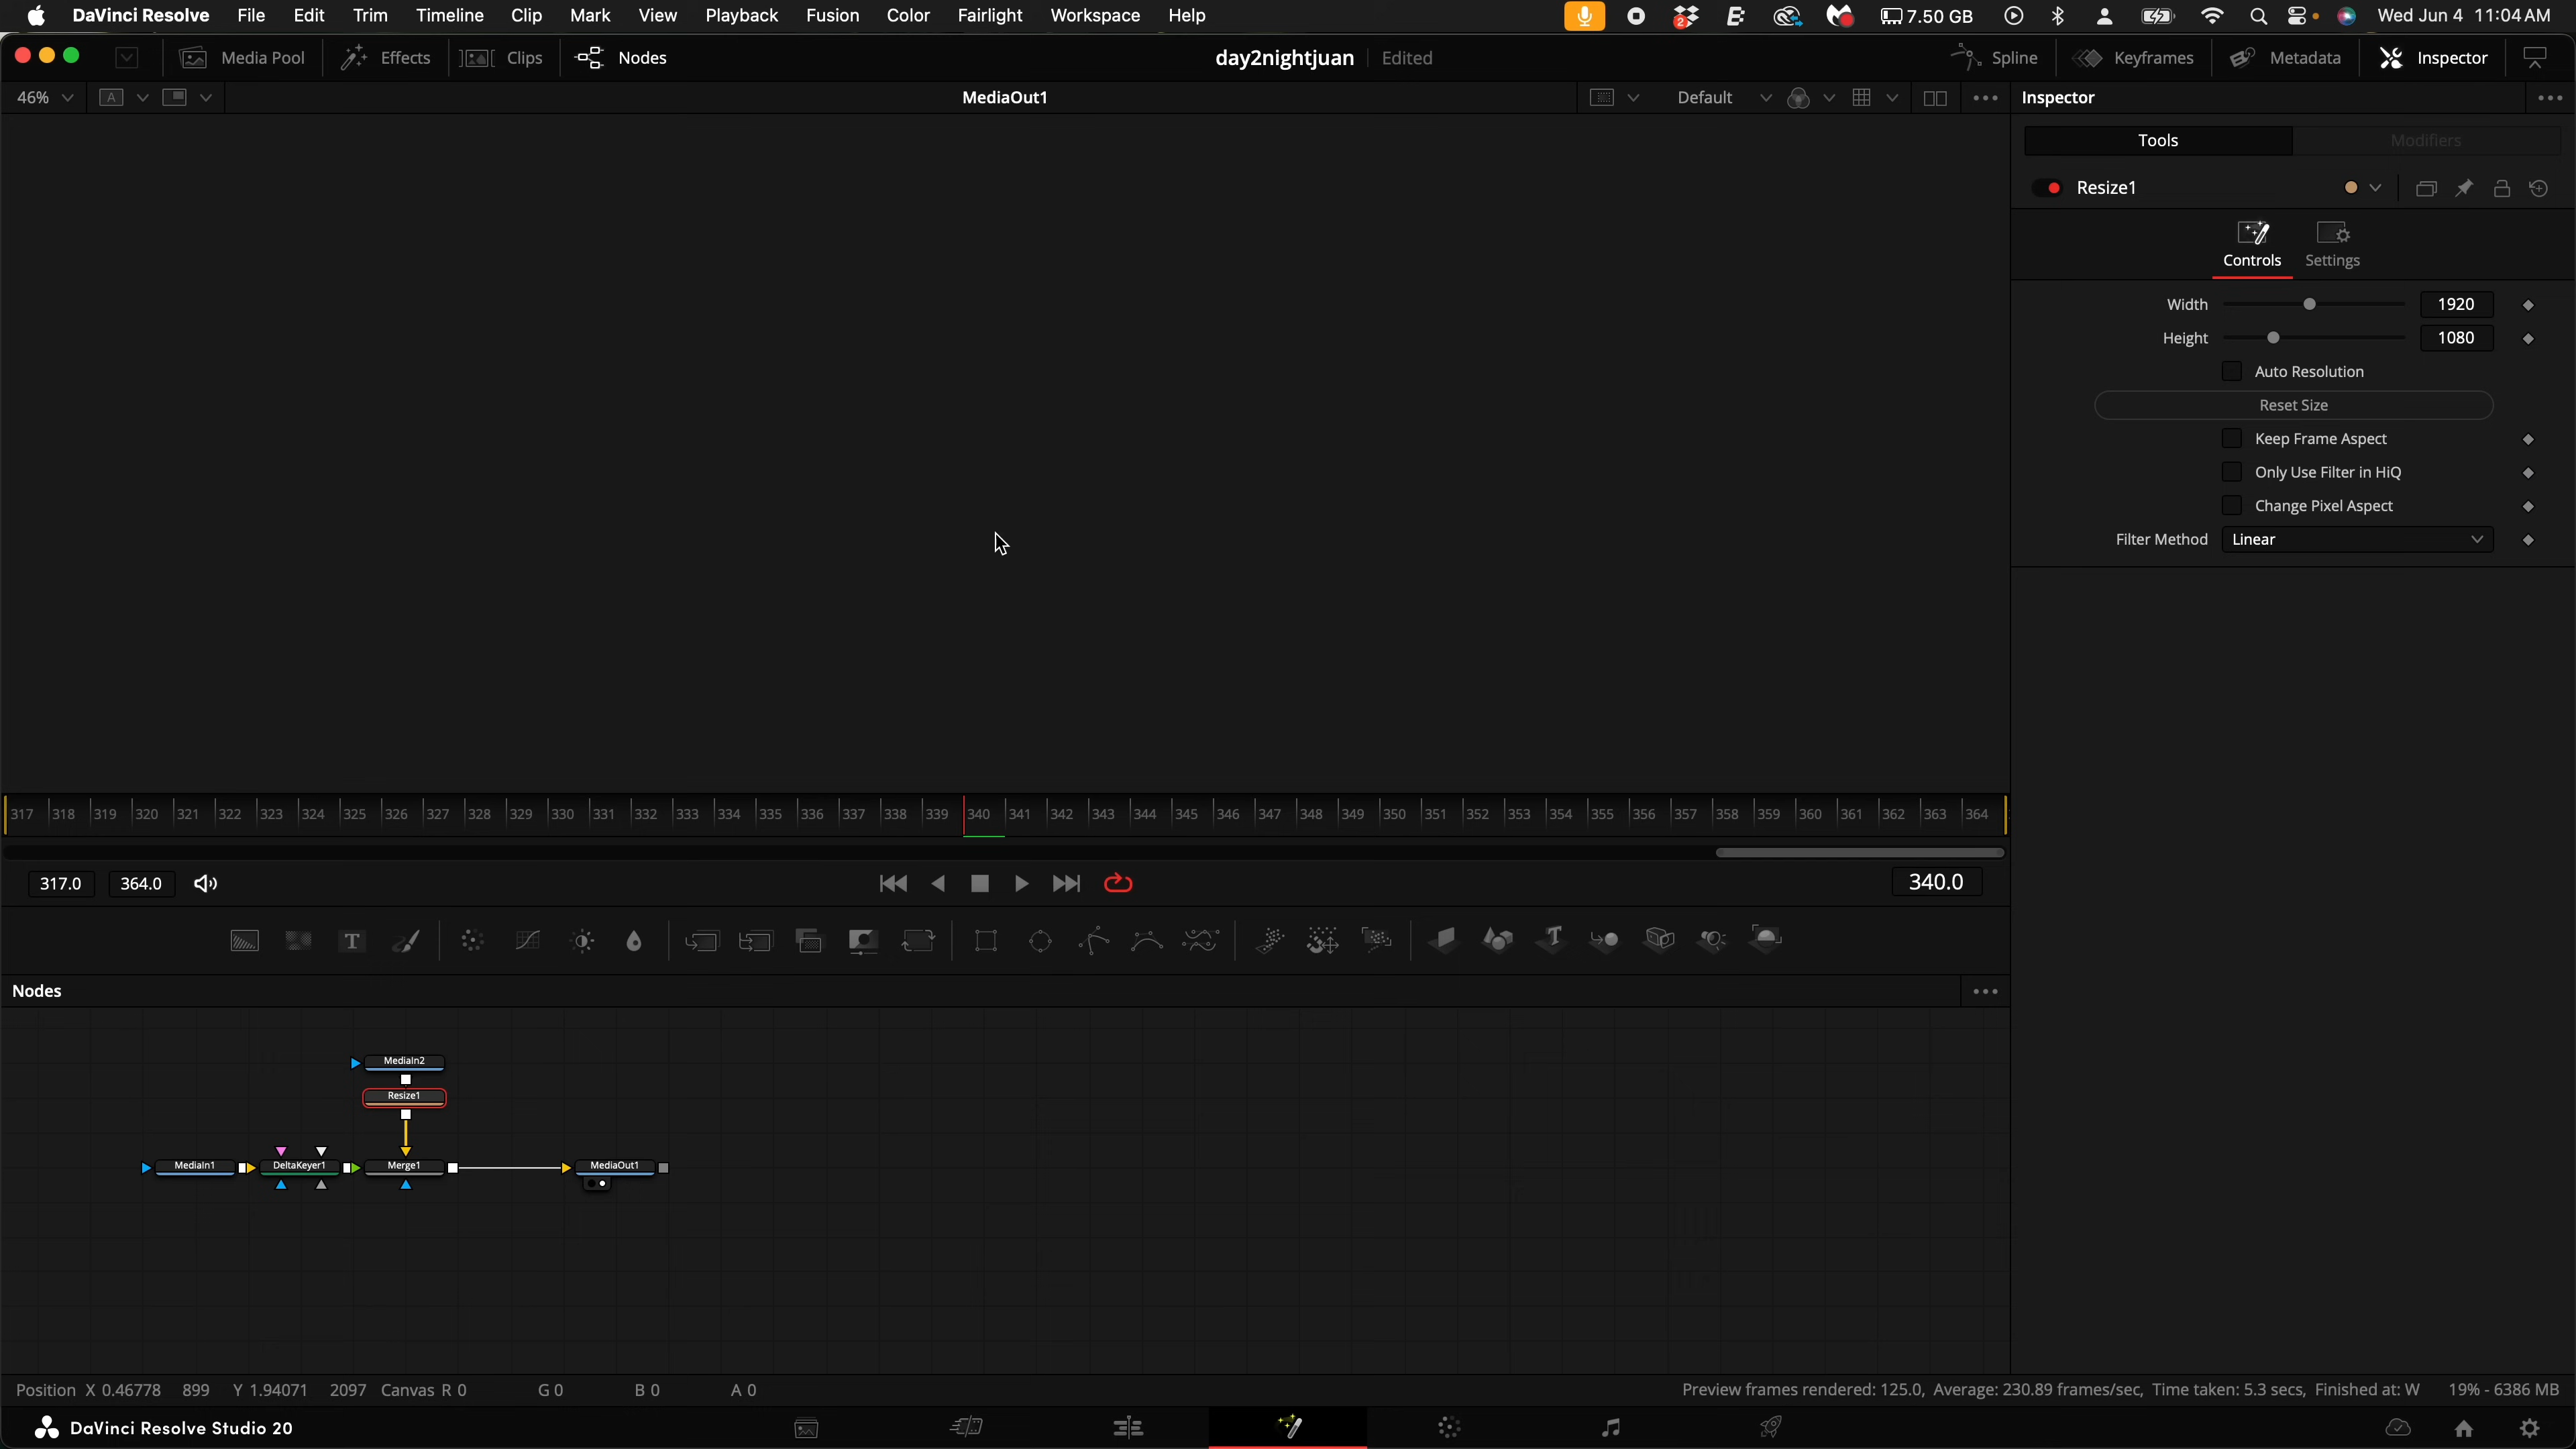 DaVinci Resolve File Edit Trim Timeline Clip Mark View Playback Fusion Color Fairlight Workspace Help 2 7.50 GB Wed Jun 4 11:04 AM
Media Pool Effects Clips Nodes day2nightjuan Edited Spline Keyframes Metadata Inspector
46% A MediaOut1 Default Inspector
Tools Modifiers
Resize1
Controls Settings
Width 1920
Height 1080
Auto Resolution
Reset Size
Keep Frame Aspect
Only Use Filter in HiQ
Change Pixel Aspect
Filter Method Linear
317 318 319 320 321 322 323 324 325 326 327 328 329 330 331 332 333 334 335 336 337 338 339 340 341 342 343 344 345 346 347 348 349 350 351 352 353 354 355 356 357 358 359 360 361 362 363 364
317.0 364.0 340.0
T T
Nodes
MediaIn2
Resize1
MediaIn1 DeltaKeyer1 Merge1 MediaOut1
Position X 0.46778 899 Y 1.94071 2097 Canvas R 0 G 0 B 0 A 0 Preview frames rendered: 125.0, Average: 230.89 frames/sec, Time taken: 5.3 secs, Finished at: W 19% - 6386 MB
DaVinci Resolve Studio 20